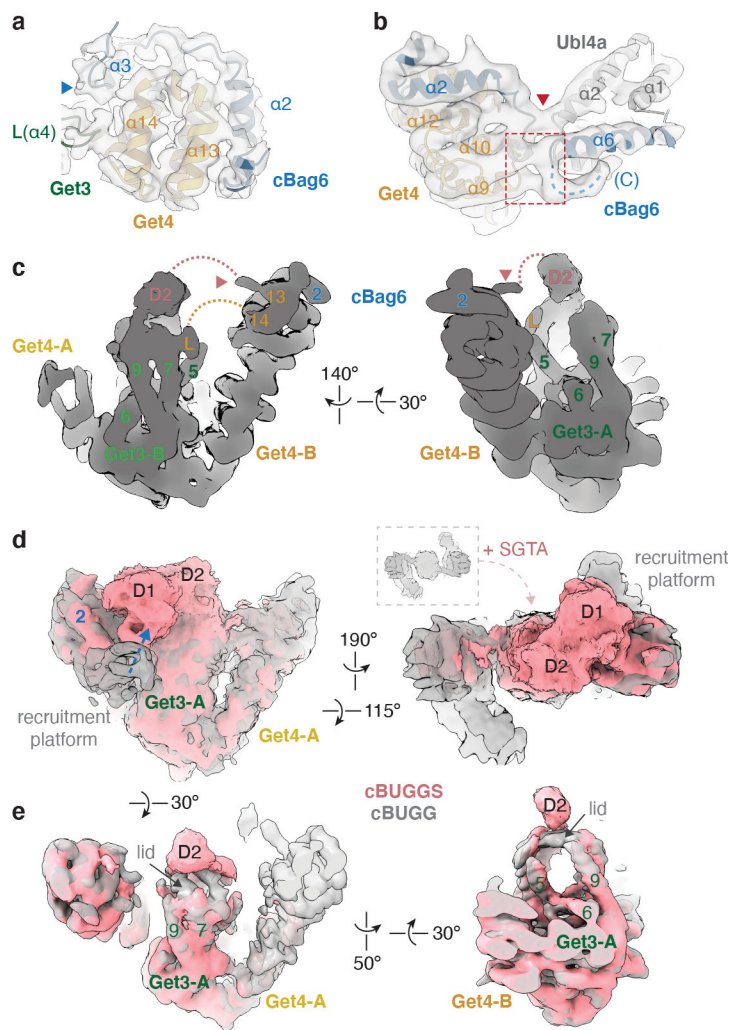 a
α3
α14
α2
L(α4)
α13
Get3
cBag6
Get4
b
Ubl4a
α2
α2
α1
α12
α10
α6
α9
Get4
(C)
cBag6
c
D2
13
2
14
cBag6
Get4-A
L
9
7
5
6
Get3-B
Get4-B
140°
30°
D2
2
L
7
5
9
6
Get3-A
Get4-B
d
D2
D1
2
Get3-A
recruitment
platform
Get4-A
190°
115°
+ SGTA
recruitment
platform
D1
D2
cBUGGS
cBUGG
e
30°
lid
D2
9
7
Get3-A
Get4-A
50°
30°
D2
lid
5
9
6
Get3-A
Get4-B